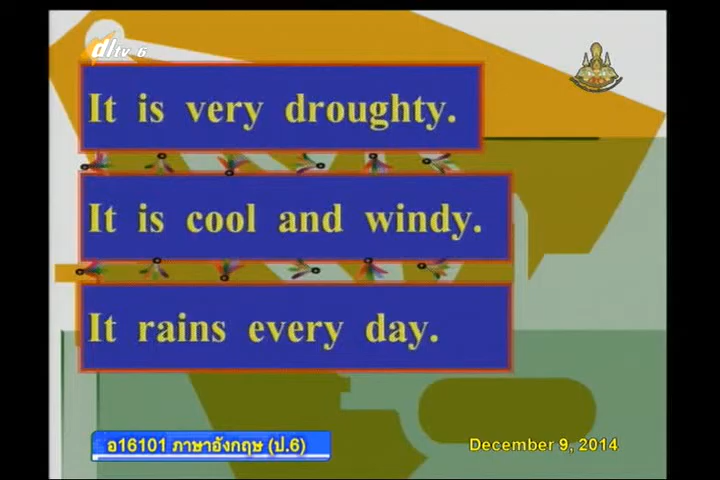 dltv 6
It is very droughty.
It is cool and windy.
It rains every day.
อ16101 ภาษาอังกฤษ (ป.6)
December 9, 2014